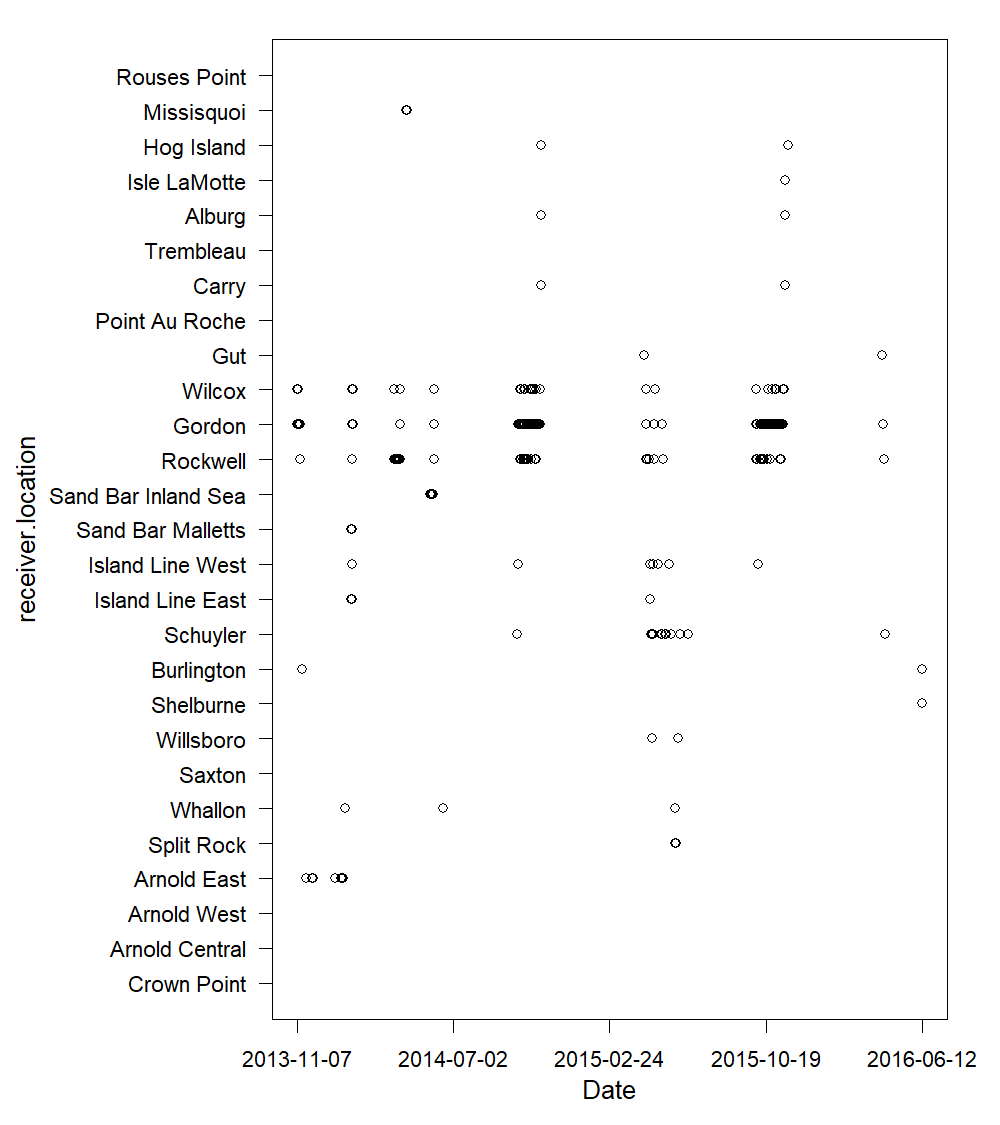 Rouses Point
Missisquoi
Hog Island
Isle LaMotte
Alburg
Trembleau
Carry
Point Au Roche
Gut
Wilcox
Gordon
Rockwell
Sand Bar Inland Sea
Sand Bar Malletts
Island Line West
Island Line East
Schuyler
Burlington
Shelburne
Willsboro
Saxton
Whallon
Split Rock
Arnold East
Arnold West
Arnold Central
Crown Point
receiver.location
2013-11-07 2014-07-02 2015-02-24 2015-10-19 2016-06-12
Date